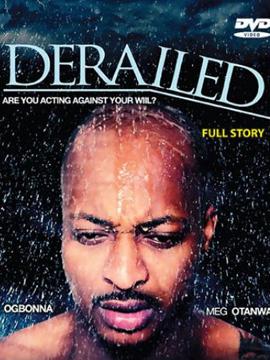 DVD
VIDEO
DERAILED
ARE YOU ACTING AGAINST YOUR WIIL?
FULL STORY
OGBONNA
MEG OTANWA